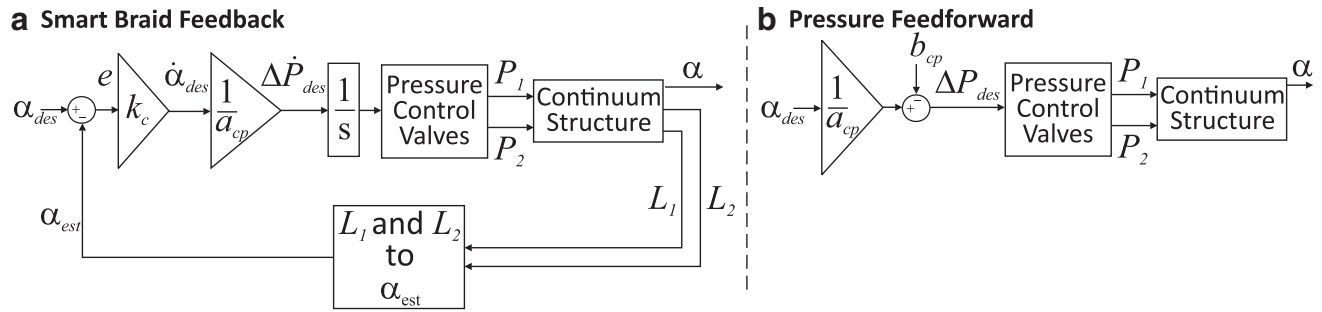 a Smart Braid Feedback
α_des
+
−
e
k_c
α̇_des
1
a_cp
ΔṖ_des
1
s
Pressure
Control
Valves
P_1
P_2
Continuum
Structure
α
L_1
L_2
L_1 and L_2
to
α_est
α_est
b Pressure Feedforward
α_des
1
a_cp
b_cp
+
−
ΔP_des
Pressure
Control
Valves
P_1
P_2
Continuum
Structure
α